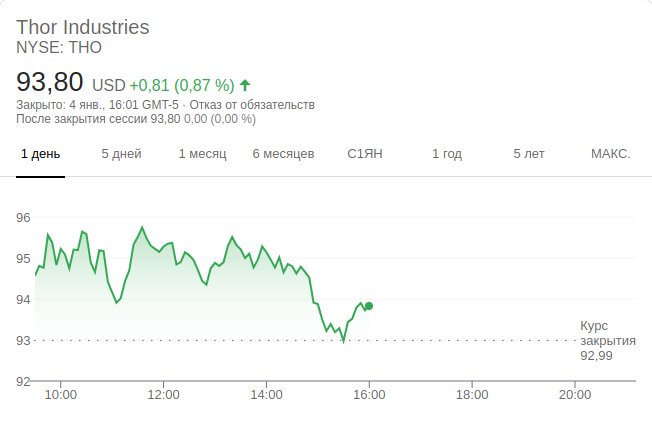 Thor Industries
NYSE: THO
93,80 USD +0,81 (0,87 %)
Закрыто: 4 янв., 16:01 GMT-5 · Отказ от обязательств
После закрытия сессии 93,80 0,00 (0,00 %)
1 день 5 дней 1 месяц 6 месяцев С1ЯН 1 год 5 лет МАКС.
96
95
94
Курс
93 закрытия
92,99
92
10:00 12:00 14:00 16:00 18:00 20:00